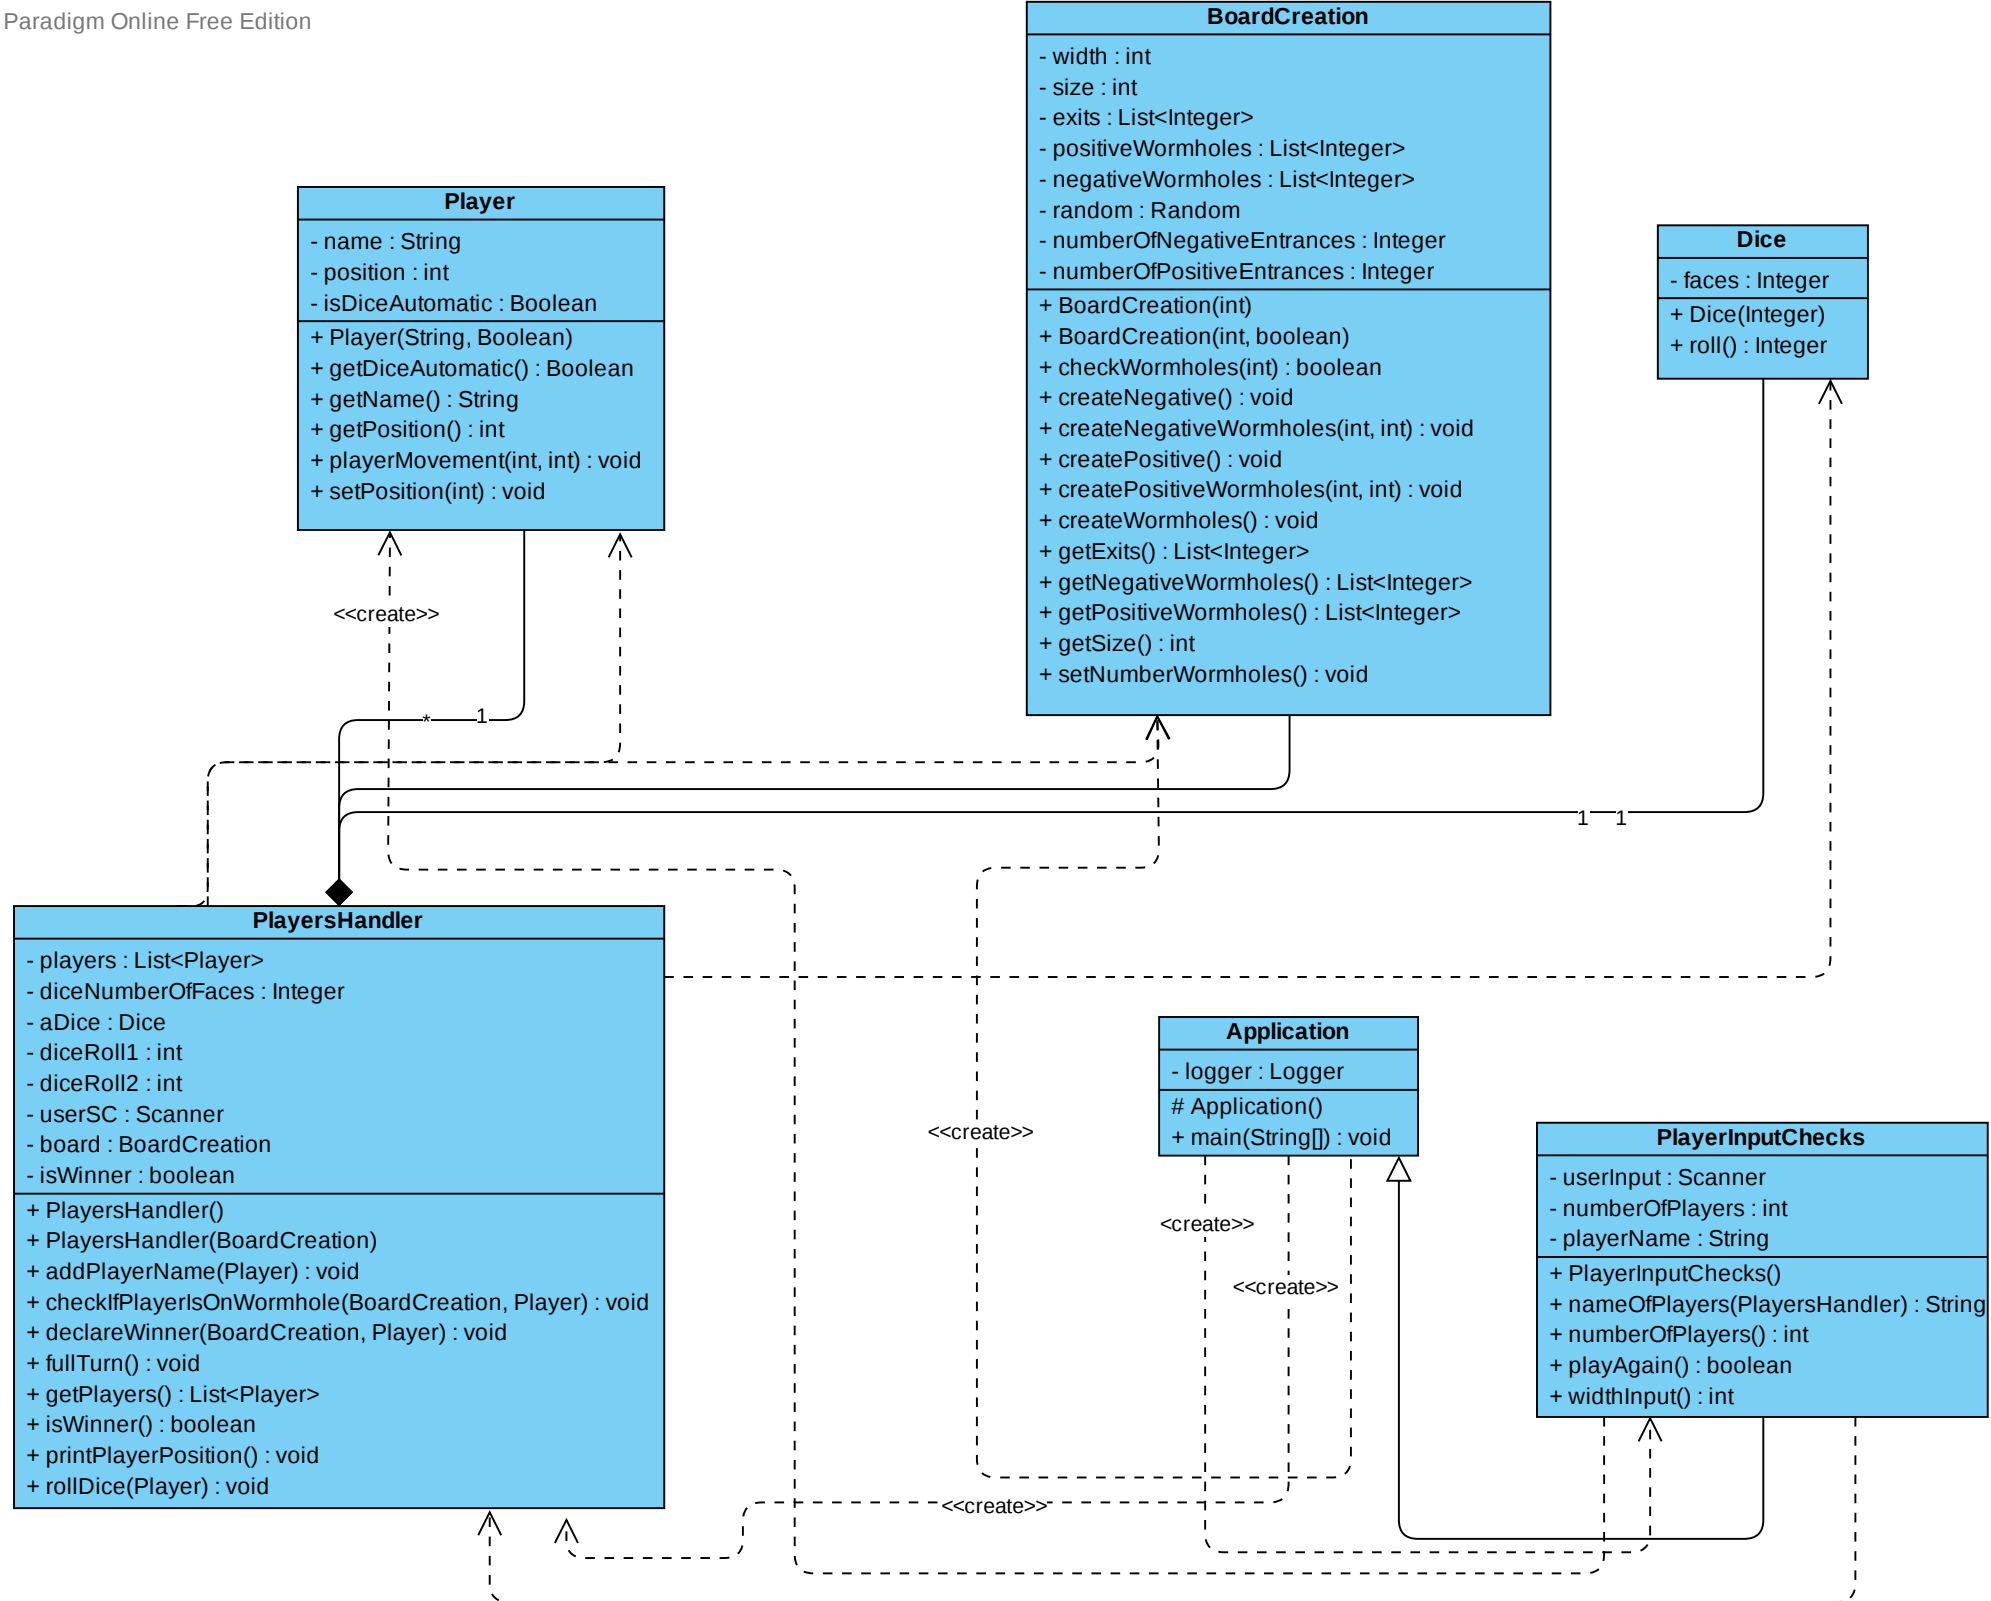 Paradigm Online Free Edition
BoardCreation
- width : int
- size : int
- exits : List<Integer>
- positiveWormholes : List<Integer>
- negativeWormholes : List<Integer>
- random : Random
- numberOfNegativeEntrances : Integer
- numberOfPositiveEntrances : Integer
+ BoardCreation(int)
+ BoardCreation(int, boolean)
+ checkWormholes(int) : boolean
+ createNegative() : void
+ createNegativeWormholes(int, int) : void
+ createPositive() : void
+ createPositiveWormholes(int, int) : void
+ createWormholes() : void
+ getExits() : List<Integer>
+ getNegativeWormholes() : List<Integer>
+ getPositiveWormholes() : List<Integer>
+ getSize() : int
+ setNumberWormholes() : void
Player
- name : String
- position : int
- isDiceAutomatic : Boolean
+ Player(String, Boolean)
+ getDiceAutomatic() : Boolean
+ getName() : String
+ getPosition() : int
+ playerMovement(int, int) : void
+ setPosition(int) : void
Dice
- faces : Integer
+ Dice(Integer)
+ roll() : Integer
<<create>>
* 1
1 1
PlayersHandler
- players : List<Player>
- diceNumberOfFaces : Integer
- aDice : Dice
- diceRoll1 : int
- diceRoll2 : int
- userSC : Scanner
- board : BoardCreation
- isWinner : boolean
+ PlayersHandler()
+ PlayersHandler(BoardCreation)
+ addPlayerName(Player) : void
+ checkIfPlayerIsOnWormhole(BoardCreation, Player) : void
+ declareWinner(BoardCreation, Player) : void
+ fullTurn() : void
+ getPlayers() : List<Player>
+ isWinner() : boolean
+ printPlayerPosition() : void
+ rollDice(Player) : void
Application
- logger : Logger
# Application()
+ main(String[]) : void
<<create>>
<create>>
<<create>>
<<create>>
PlayerInputChecks
- userInput : Scanner
- numberOfPlayers : int
- playerName : String
+ PlayerInputChecks()
+ nameOfPlayers(PlayersHandler) : String
+ numberOfPlayers() : int
+ playAgain() : boolean
+ widthInput() : int